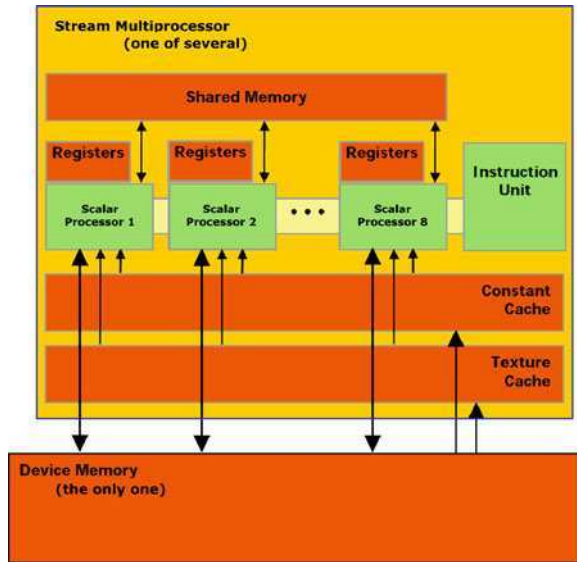 Stream Multiprocessor
(one of several)
Shared Memory
Registers
Registers
Registers
Instruction
Unit
Scalar
Processor 1
Scalar
Processor 2
• • •
Scalar
Processor 8
Constant
Cache
Texture
Cache
Device Memory
(the only one)